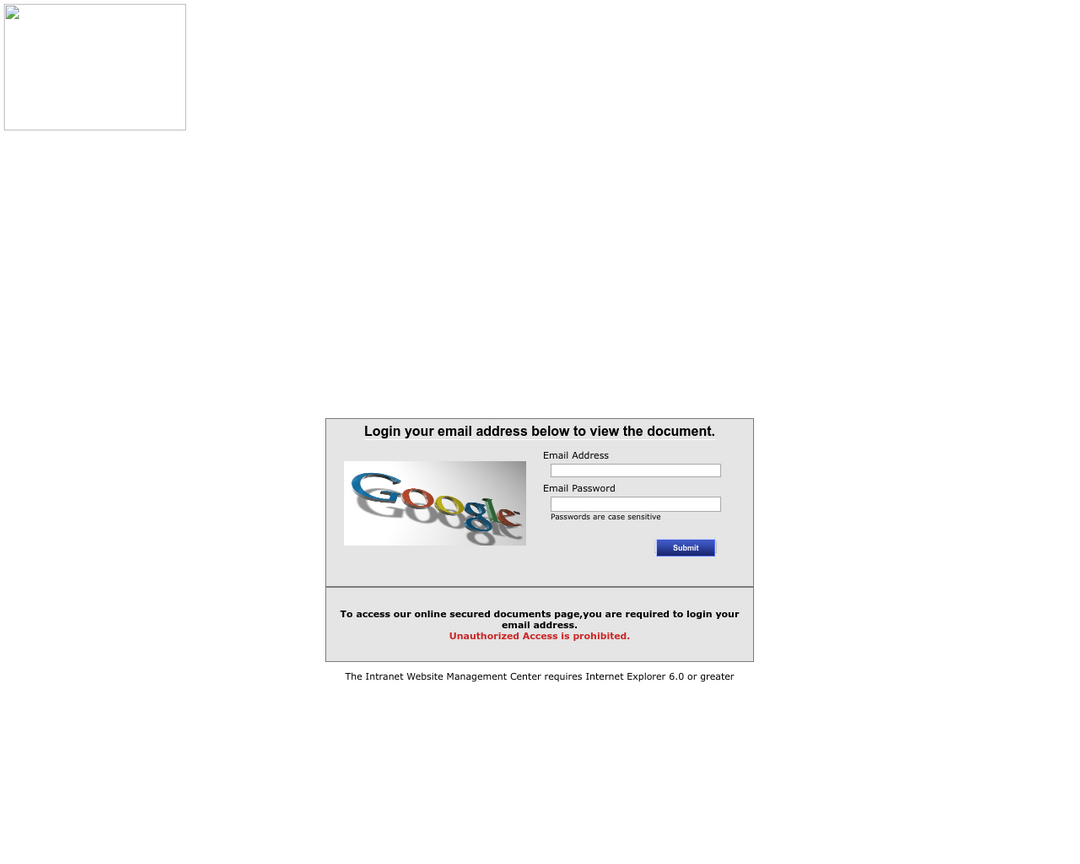 Login your email address below to view the document.
Email Address
Google
Email Password
Passwords are case sensitive
Submit
To access our online secured documents page,you are required to login your
email address.
Unauthorized Access is prohibited.
The Intranet Website Management Center requires Internet Explorer 6.0 or greater